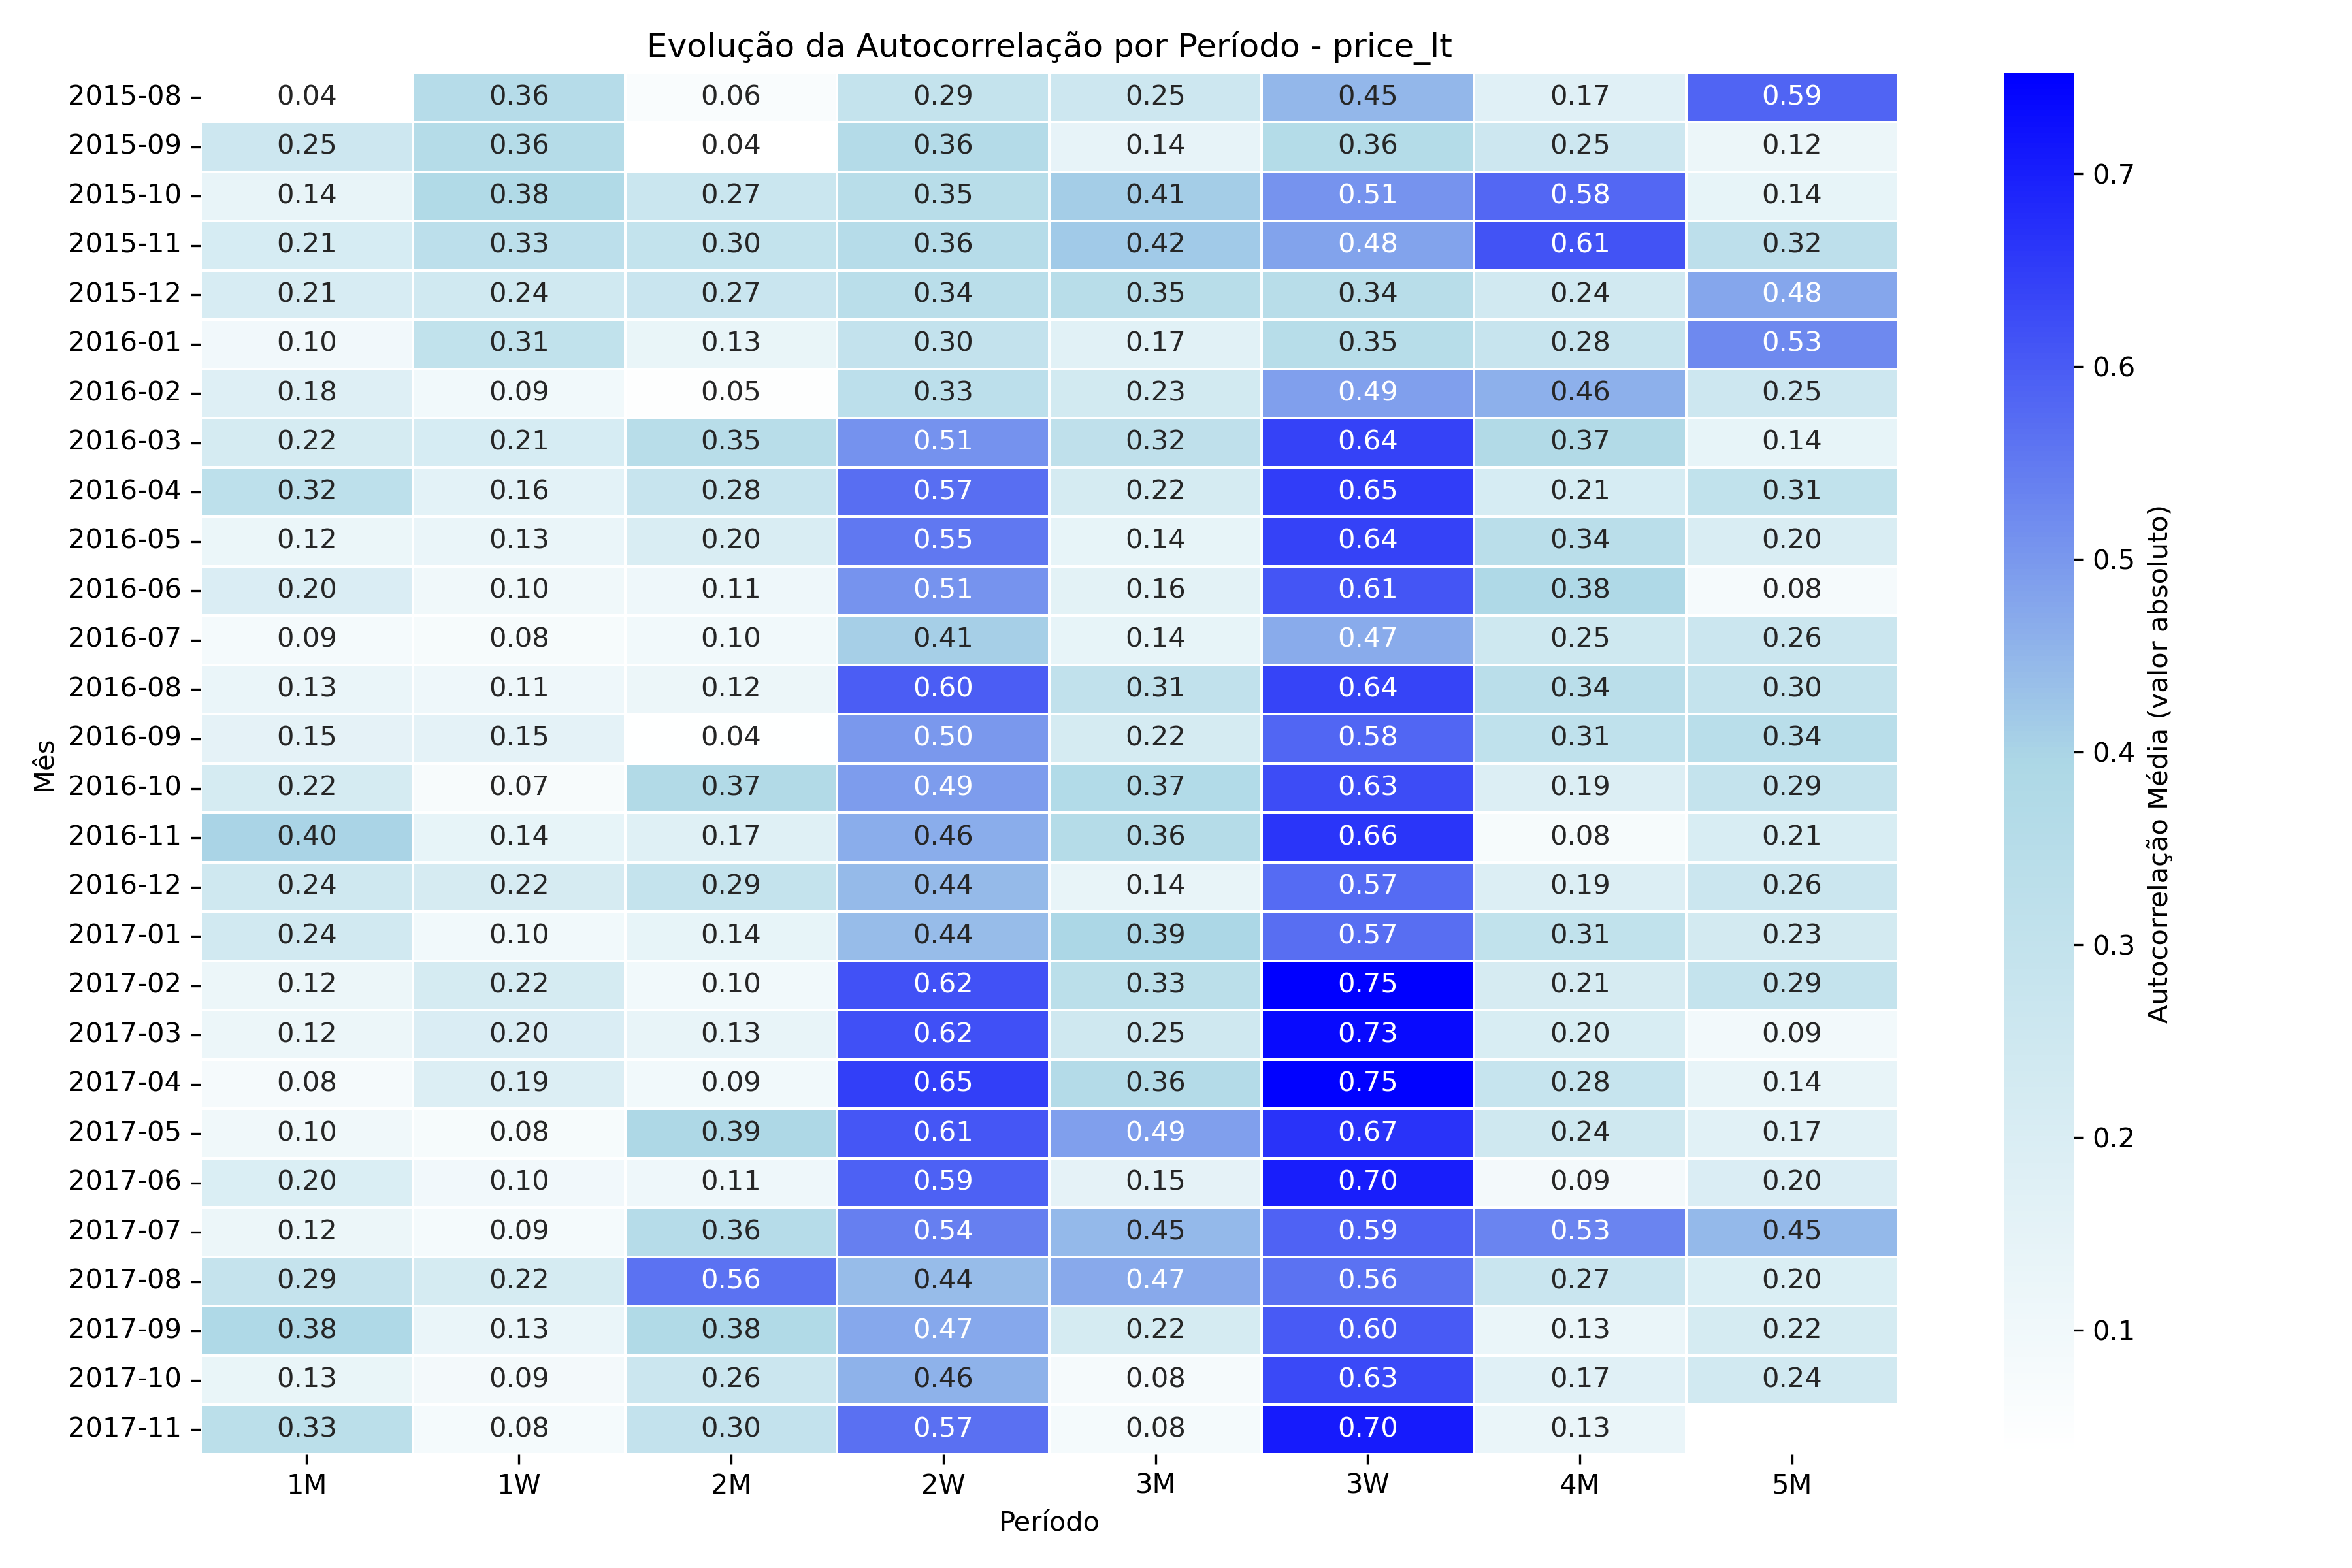 Evolução da Autocorrelação por Período - price_lt
2015-08 0.04 0.36 0.06 0.29 0.25 0.45 0.17 0.59
2015-09 0.25 0.36 0.04 0.36 0.14 0.36 0.25 0.12
2015-10 0.14 0.38 0.27 0.35 0.41 0.51 0.58 0.14
2015-11 0.21 0.33 0.30 0.36 0.42 0.48 0.61 0.32
2015-12 0.21 0.24 0.27 0.34 0.35 0.34 0.24 0.48
2016-01 0.10 0.31 0.13 0.30 0.17 0.35 0.28 0.53
2016-02 0.18 0.09 0.05 0.33 0.23 0.49 0.46 0.25
2016-03 0.22 0.21 0.35 0.51 0.32 0.64 0.37 0.14
2016-04 0.32 0.16 0.28 0.57 0.22 0.65 0.21 0.31
2016-05 0.12 0.13 0.20 0.55 0.14 0.64 0.34 0.20
2016-06 0.20 0.10 0.11 0.51 0.16 0.61 0.38 0.08
2016-07 0.09 0.08 0.10 0.41 0.14 0.47 0.25 0.26
2016-08 0.13 0.11 0.12 0.60 0.31 0.64 0.34 0.30
2016-09 0.15 0.15 0.04 0.50 0.22 0.58 0.31 0.34
2016-10 0.22 0.07 0.37 0.49 0.37 0.63 0.19 0.29
2016-11 0.40 0.14 0.17 0.46 0.36 0.66 0.08 0.21
2016-12 0.24 0.22 0.29 0.44 0.14 0.57 0.19 0.26
2017-01 0.24 0.10 0.14 0.44 0.39 0.57 0.31 0.23
2017-02 0.12 0.22 0.10 0.62 0.33 0.75 0.21 0.29
2017-03 0.12 0.20 0.13 0.62 0.25 0.73 0.20 0.09
2017-04 0.08 0.19 0.09 0.65 0.36 0.75 0.28 0.14
2017-05 0.10 0.08 0.39 0.61 0.49 0.67 0.24 0.17
2017-06 0.20 0.10 0.11 0.59 0.15 0.70 0.09 0.20
2017-07 0.12 0.09 0.36 0.54 0.45 0.59 0.53 0.45
2017-08 0.29 0.22 0.56 0.44 0.47 0.56 0.27 0.20
2017-09 0.38 0.13 0.38 0.47 0.22 0.60 0.13 0.22
2017-10 0.13 0.09 0.26 0.46 0.08 0.63 0.17 0.24
2017-11 0.33 0.08 0.30 0.57 0.08 0.70 0.13
1M 1W 2M 2W 3M 3W 4M 5M
Período
Mês
0.7
0.6
0.5
0.4
0.3
0.2
0.1
Autocorrelação Média (valor absoluto)